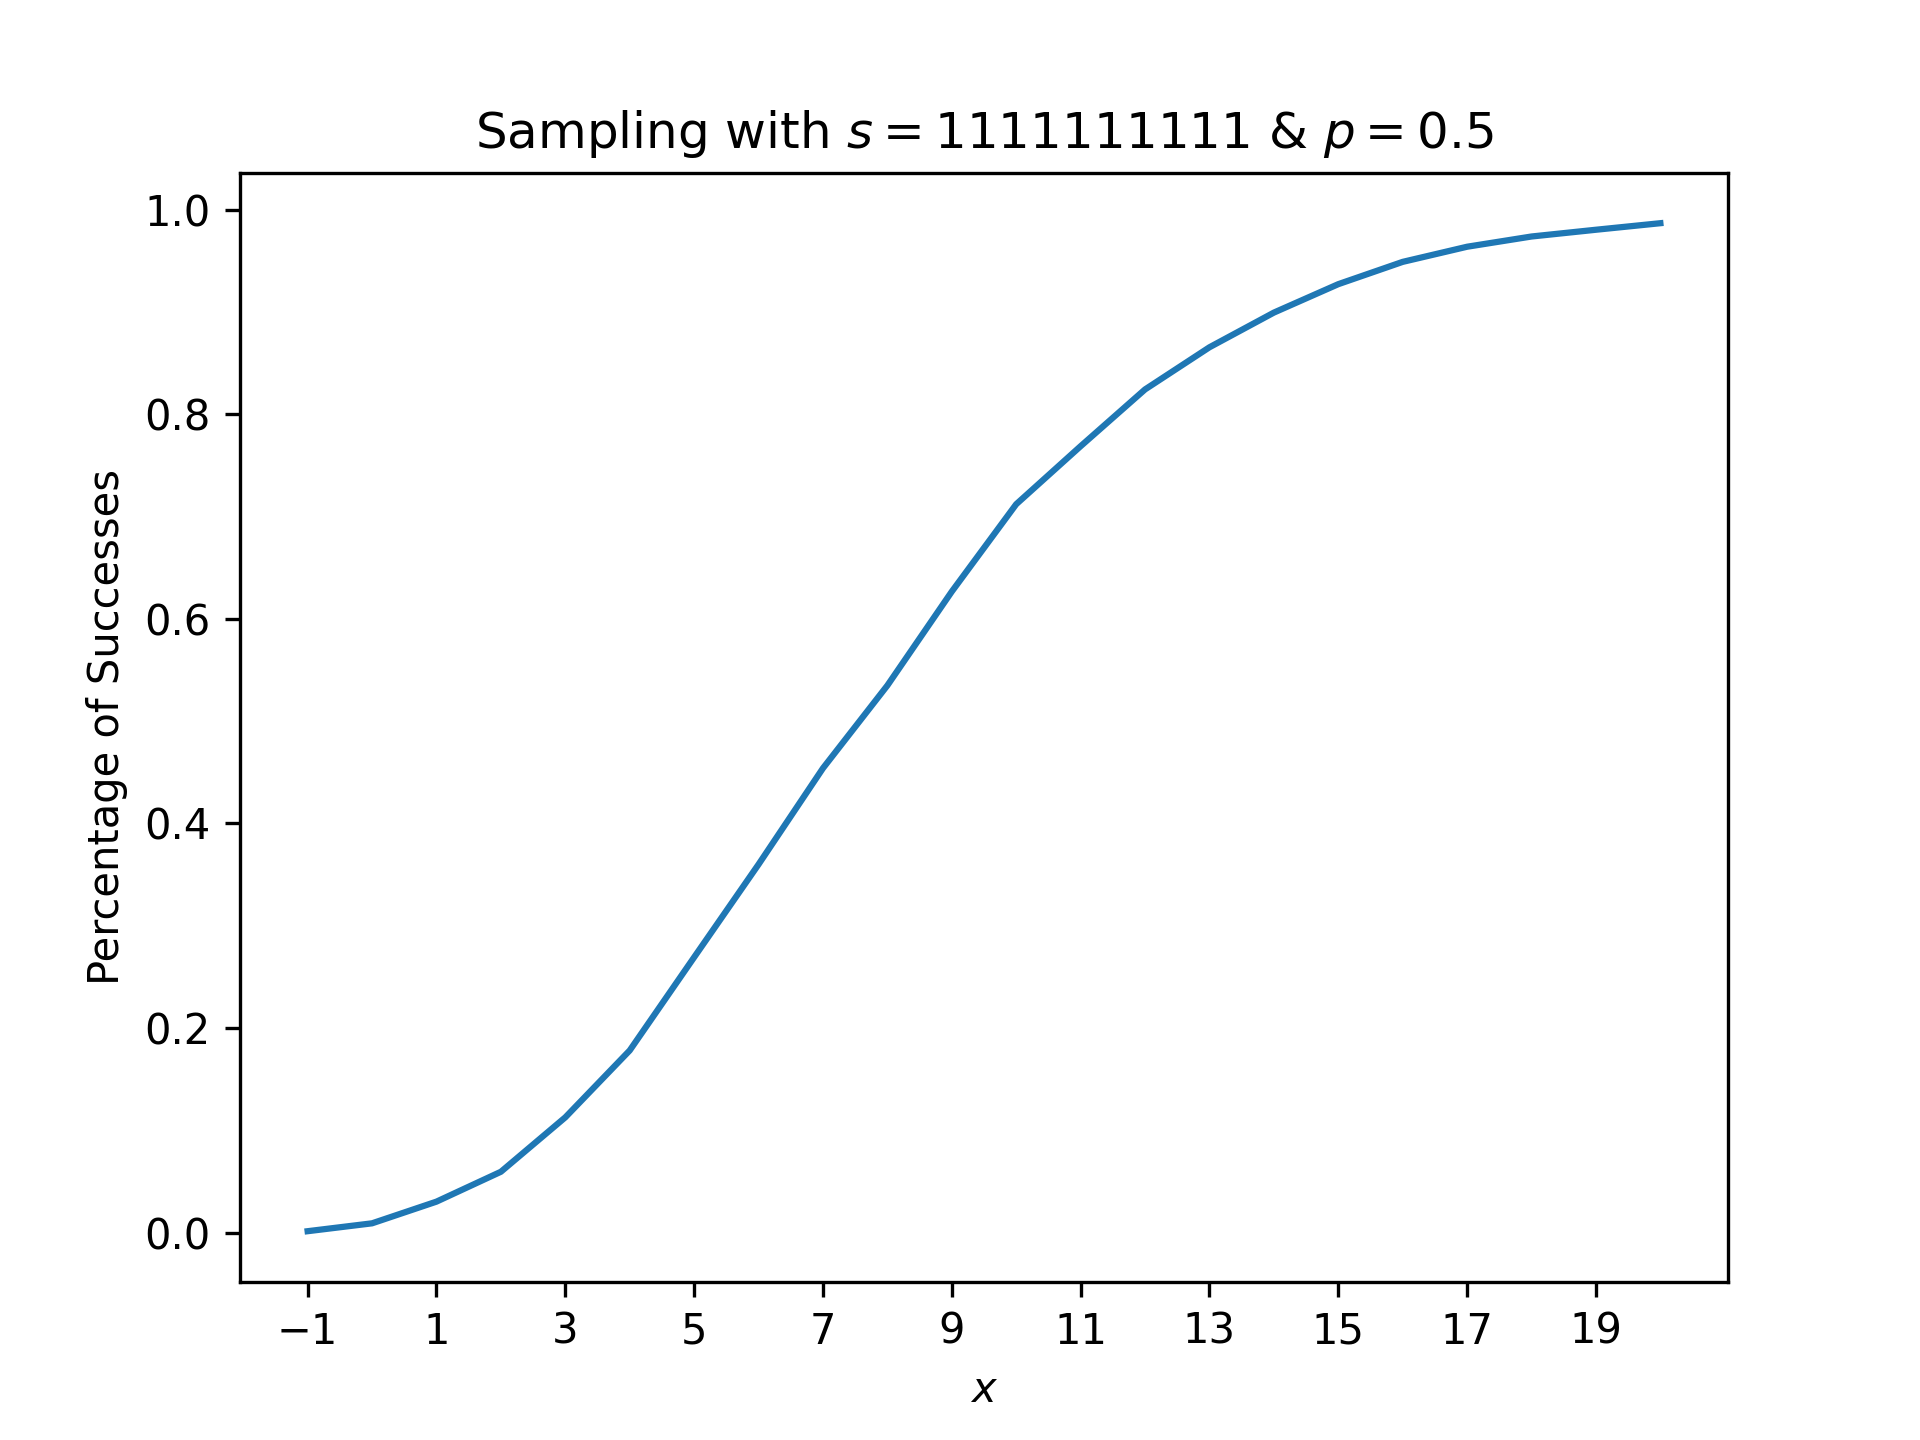 Sampling with s = 1111111111 & p = 0.5
Percentage of Successes
1.0
0.8
0.6
0.4
0.2
0.0
−1 1 3 5 7 9 11 13 15 17 19
x